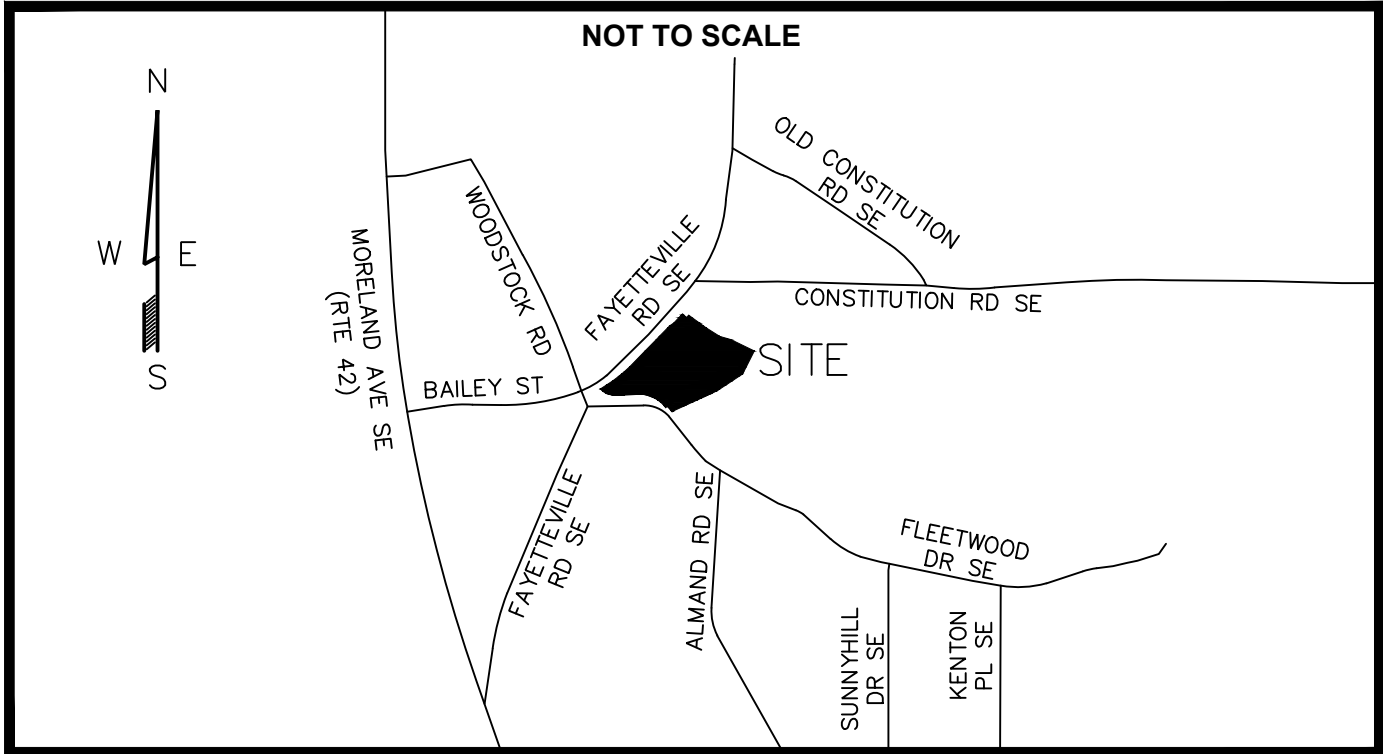 NOT TO SCALE
N
W
E
S
OLD CONSTITUTION
RD SE
WOODSTOCK RD
FAYETTEVILLE
RD SE
MORELAND AVE SE
(RTE 42)
CONSTITUTION RD SE
SITE
BAILEY ST
FAYETTEVILLE
RD SE
ALMAND RD SE
FLEETWOOD
DR SE
SUNNYHILL
DR SE
KENTON
PL SE